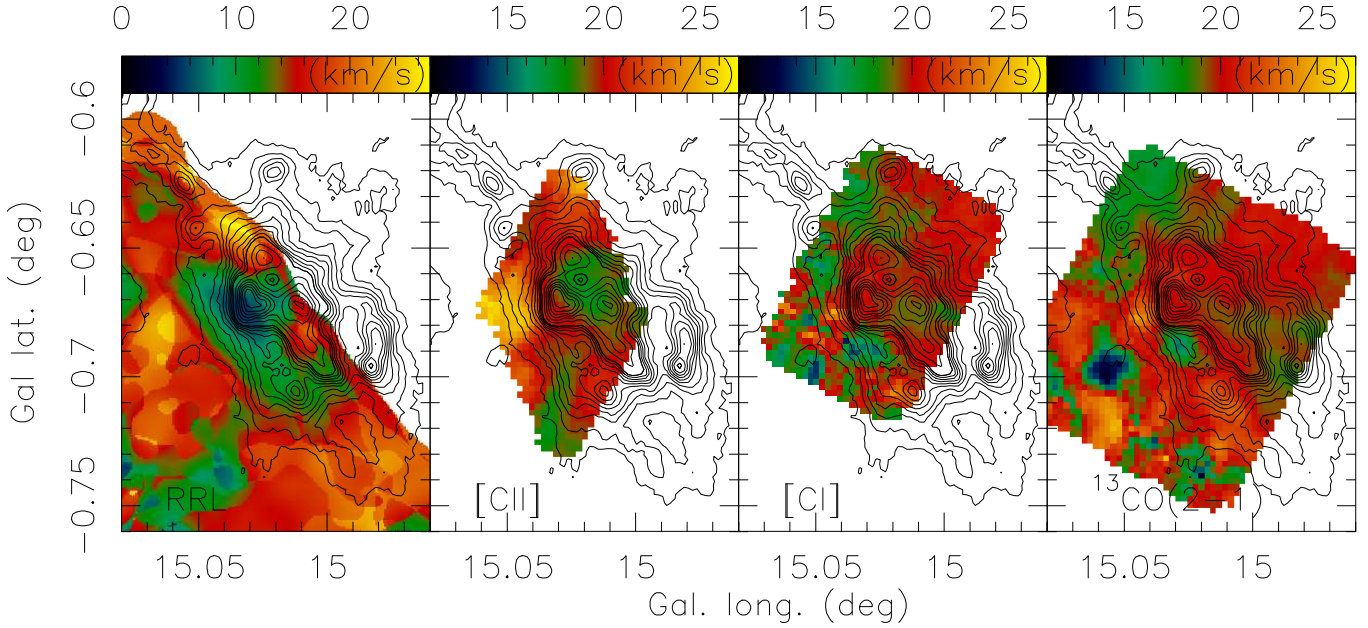 0 10 20 15 20 25 15 20 25 15 20 25
(km/s) (km/s) (km/s) (km/s)
−0.6
−0.65
−0.7
−0.75
Gal lat. (deg)
RRL [CII] [CI] ¹³CO(2−1)
15.05 15 15.05 15 15.05 15 15.05 15
Gal. long. (deg)